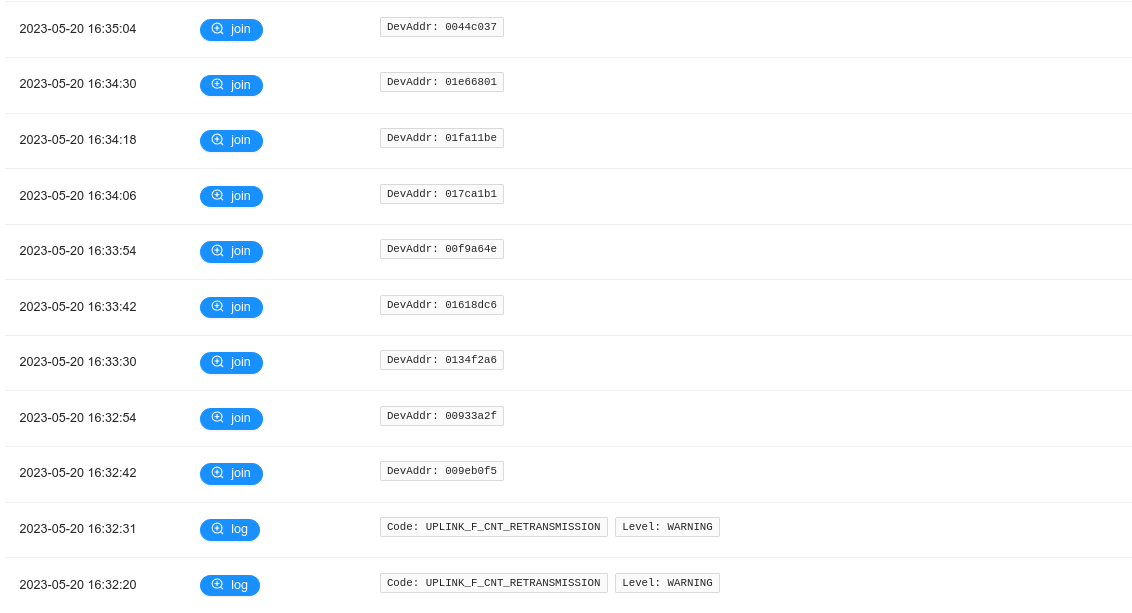 2023-05-20 16:35:04 join DevAddr: 0044c037
2023-05-20 16:34:30 join DevAddr: 01e66801
2023-05-20 16:34:18 join DevAddr: 01fa11be
2023-05-20 16:34:06 join DevAddr: 017ca1b1
2023-05-20 16:33:54 join DevAddr: 00f9a64e
2023-05-20 16:33:42 join DevAddr: 01618dc6
2023-05-20 16:33:30 join DevAddr: 0134f2a6
2023-05-20 16:32:54 join DevAddr: 00933a2f
2023-05-20 16:32:42 join DevAddr: 009eb0f5
2023-05-20 16:32:31 log Code: UPLINK_F_CNT_RETRANSMISSION Level: WARNING
2023-05-20 16:32:20 log Code: UPLINK_F_CNT_RETRANSMISSION Level: WARNING